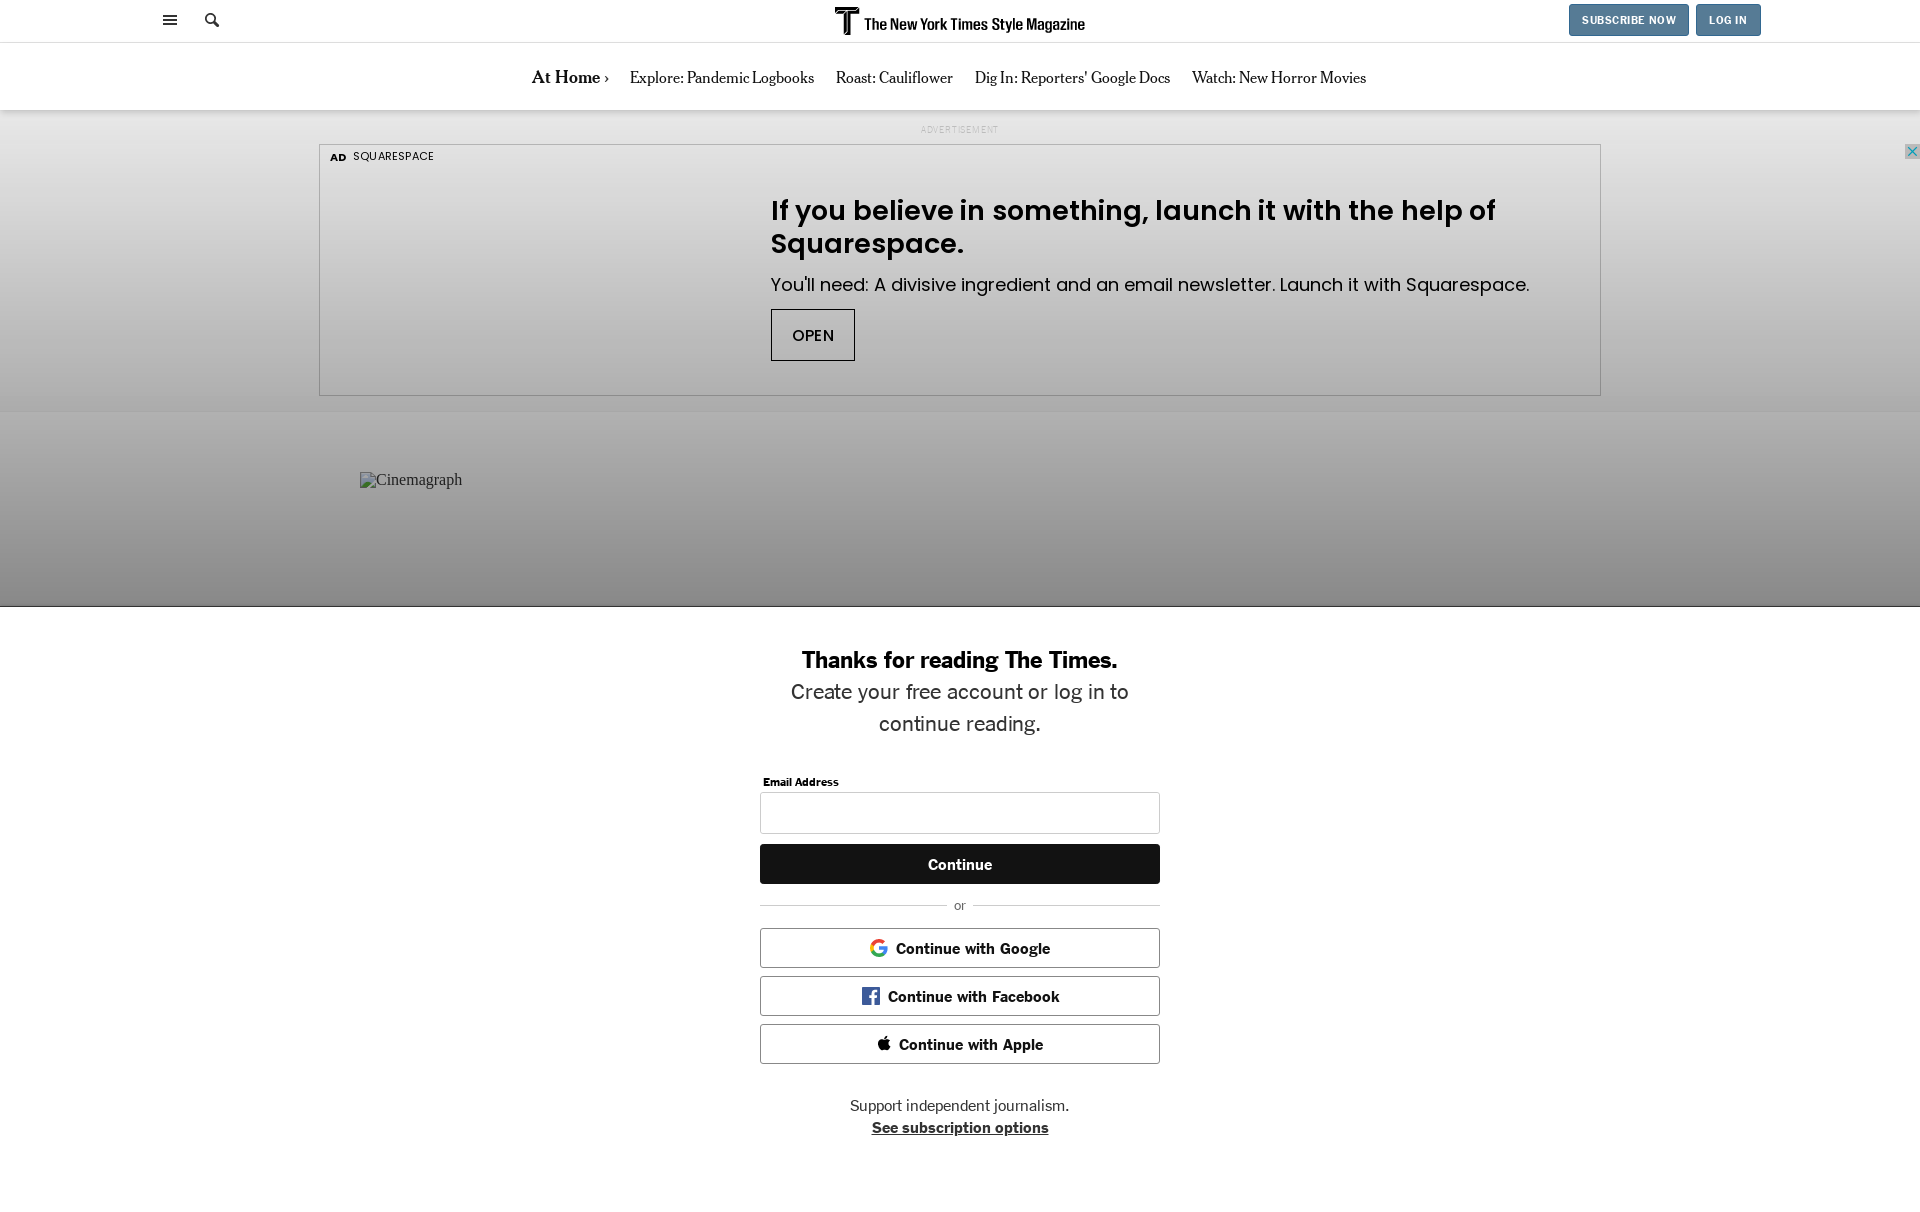 The New York Times Style Magazine
SUBSCRIBE NOW
LOG IN
At Home ›
Explore: Pandemic Logbooks
Roast: Cauliflower
Dig In: Reporters' Google Docs
Watch: New Horror Movies
ADVERTISEMENT
AD SQUARESPACE
If you believe in something, launch it with the help of
Squarespace.
You'll need: A divisive ingredient and an email newsletter. Launch it with Squarespace.
OPEN
Cinemagraph
Thanks for reading The Times.
Create your free account or log in to
continue reading.
Email Address
Continue
or
Continue with Google
Continue with Facebook
Continue with Apple
Support independent journalism.
See subscription options